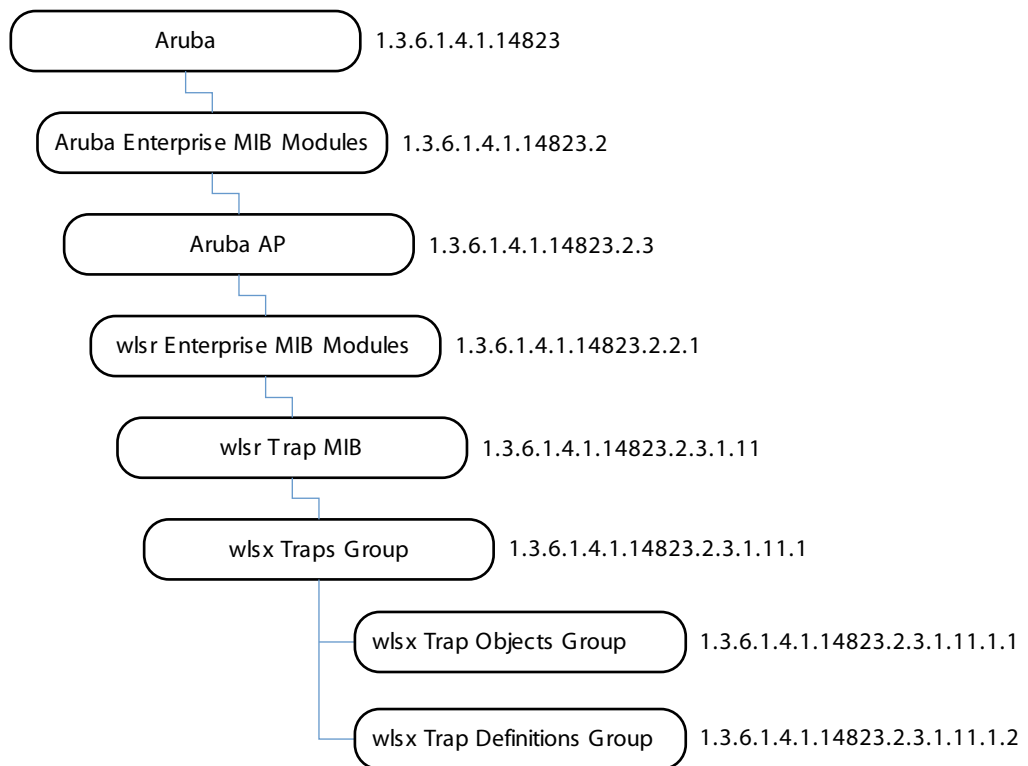 Aruba 1.3.6.1.4.1.14823
Aruba Enterprise MIB Modules 1.3.6.1.4.1.14823.2
Aruba AP 1.3.6.1.4.1.14823.2.3
wlsr Enterprise MIB Modules 1.3.6.1.4.1.14823.2.2.1
wlsr Trap MIB 1.3.6.1.4.1.14823.2.3.1.11
wlsx Traps Group 1.3.6.1.4.1.14823.2.3.1.11.1
wlsx Trap Objects Group 1.3.6.1.4.1.14823.2.3.1.11.1.1
wlsx Trap Definitions Group 1.3.6.1.4.1.14823.2.3.1.11.1.2